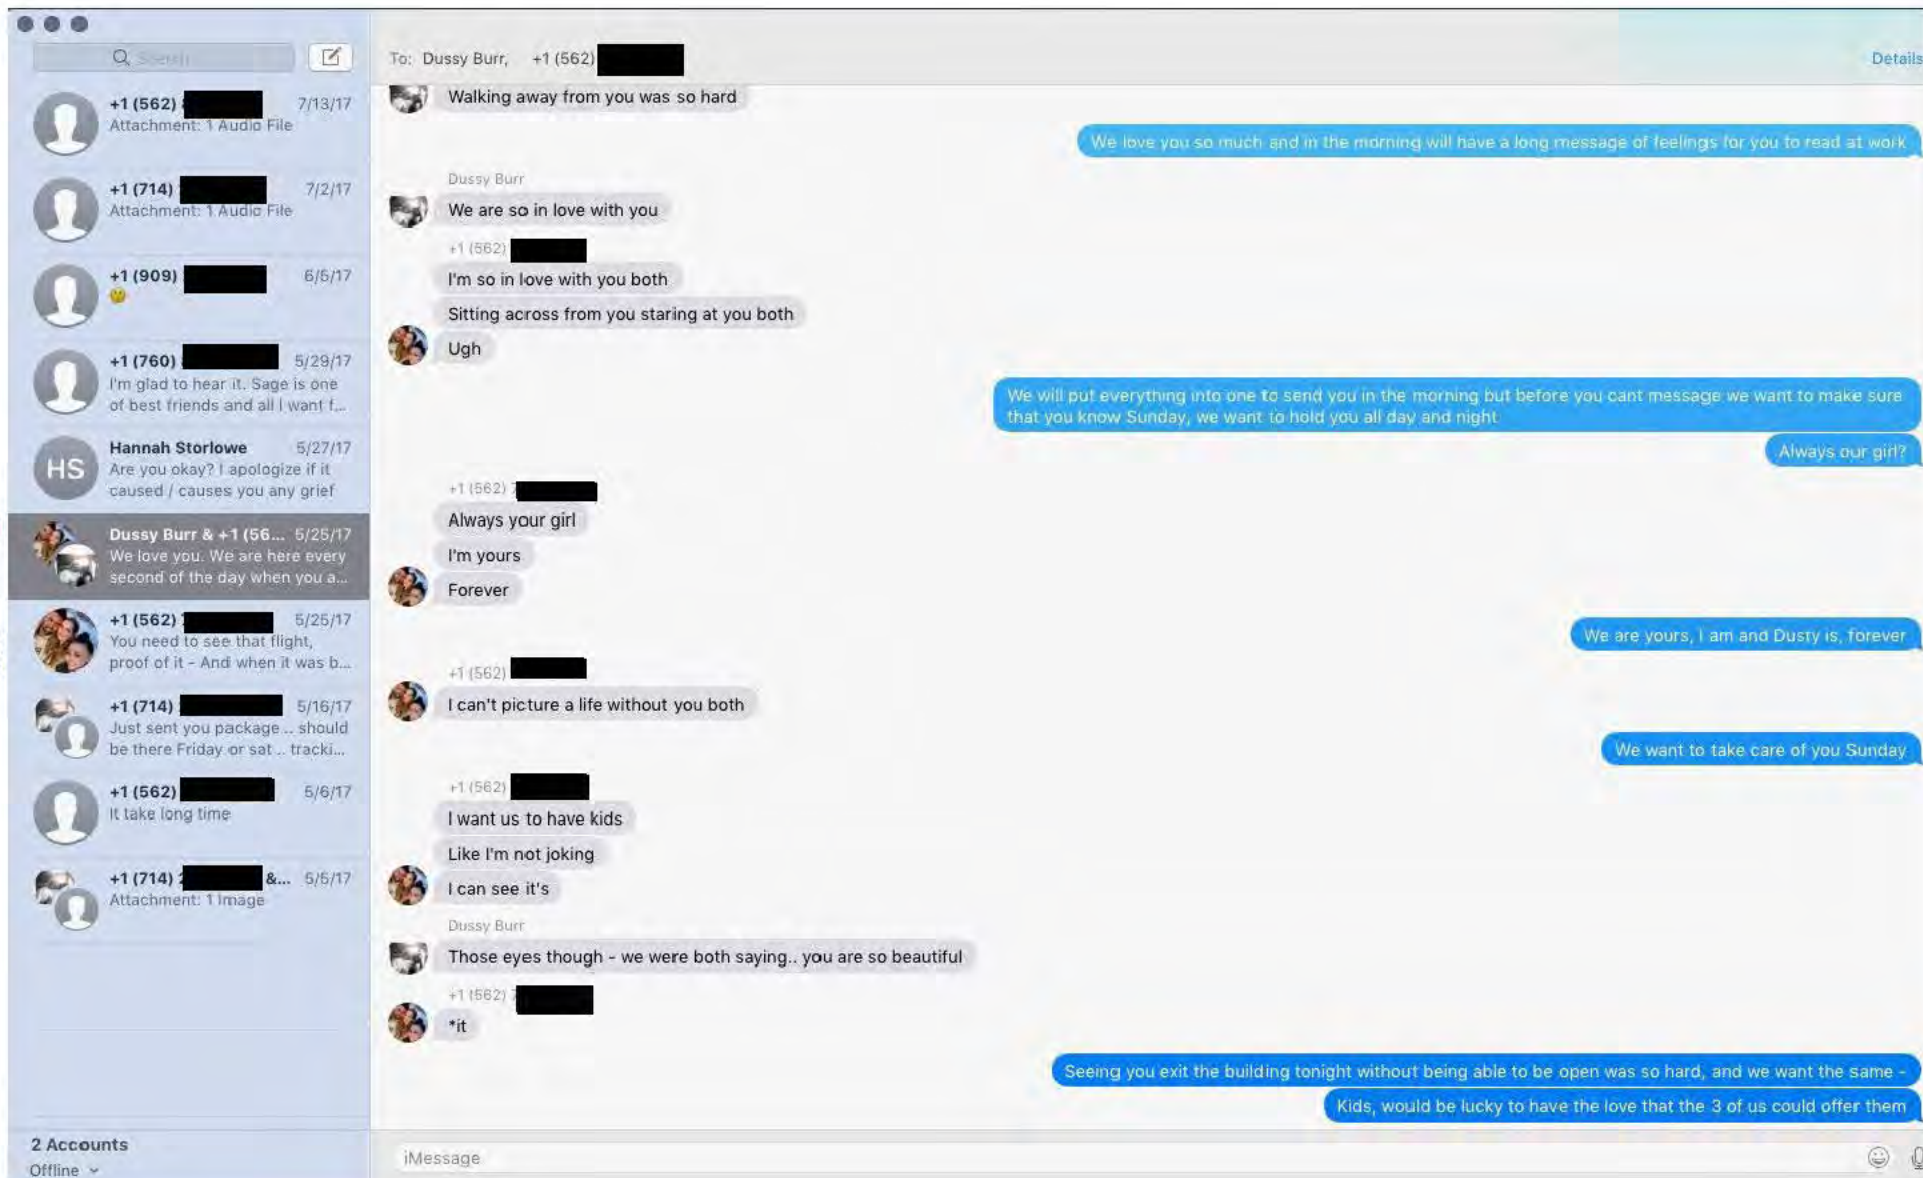 Search
+1 (562)
7/13/17
Attachment: 1 Audio File
+1 (714)
7/2/17
Attachment: 1 Audio File
+1 (909)
6/5/17
+1 (760)
5/29/17
I'm glad to hear it. Sage is one
of best friends and all I want f...
HS
Hannah Storlowe
5/27/17
Are you okay? I apologize if it
caused / causes you any grief
Dussy Burr & +1 (56...
5/25/17
We love you. We are here every
second of the day when you a...
+1 (562)
5/25/17
You need to see that flight,
proof of it - And when it was b...
+1 (714)
5/16/17
Just sent you package .. should
be there Friday or sat .. tracki...
+1 (562)
5/6/17
It take long time
+1 (714)
&...
5/5/17
Attachment: 1 Image
2 Accounts
Offline
To: Dussy Burr, +1 (562)
Details
Walking away from you was so hard
We love you so much and in the morning will have a long message of feelings for you to read at work
Dussy Burr
We are so in love with you
+1 (562)
I'm so in love with you both
Sitting across from you staring at you both
Ugh
We will put everything into one to send you in the morning but before you cant message we want to make sure
that you know Sunday, we want to hold you all day and night
Always our girl?
+1 (562)
Always your girl
I'm yours
Forever
We are yours, I am and Dusty is, forever
+1 (562)
I can't picture a life without you both
We want to take care of you Sunday
+1 (562)
I want us to have kids
Like I'm not joking
I can see it's
Dussy Burr
Those eyes though - we were both saying.. you are so beautiful
+1 (562)
*it
Seeing you exit the building tonight without being able to be open was so hard, and we want the same -
Kids, would be lucky to have the love that the 3 of us could offer them
iMessage